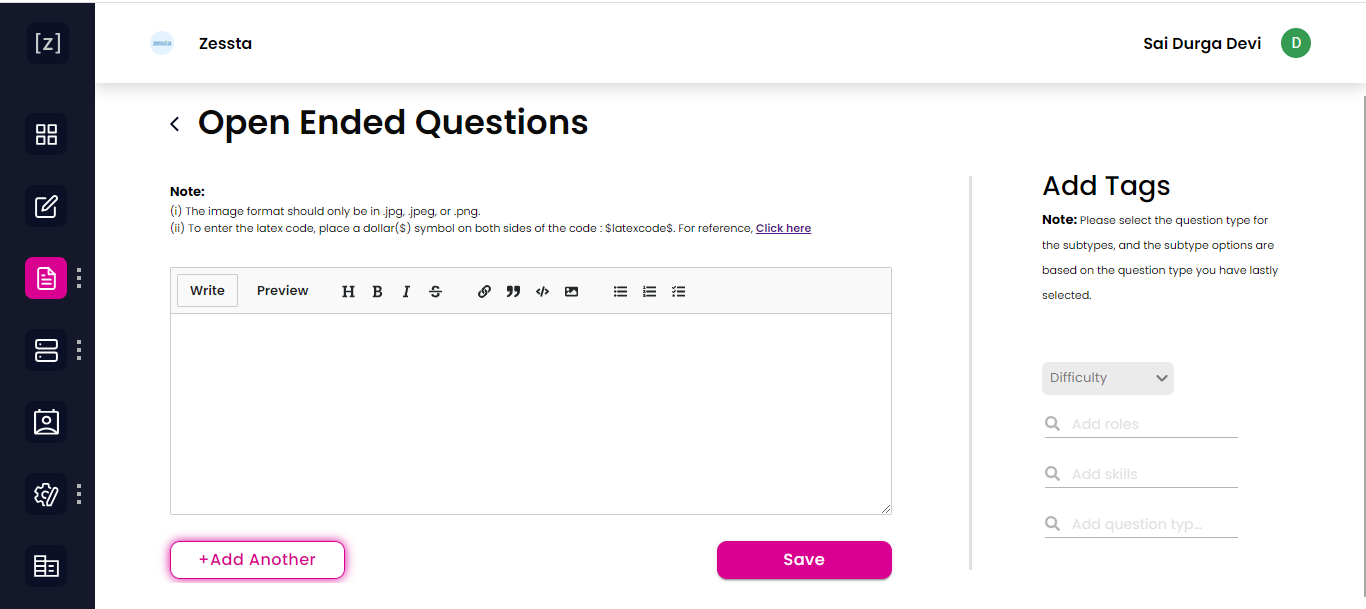 [z]
zessta
Zessta
Sai Durga Devi
D
Open Ended Questions
Note:
(i) The image format should only be in .jpg, .jpeg, or .png.
(ii) To enter the latex code, place a dollar($) symbol on both sides of the code : $latexcode$. For reference, Click here
Write Preview H B I S
+Add Another
Save
Add Tags
Note: Please select the question type for
the subtypes, and the subtype options are
based on the question type you have lastly
selected.
Difficulty
Add roles
Add skills
Add question typ...